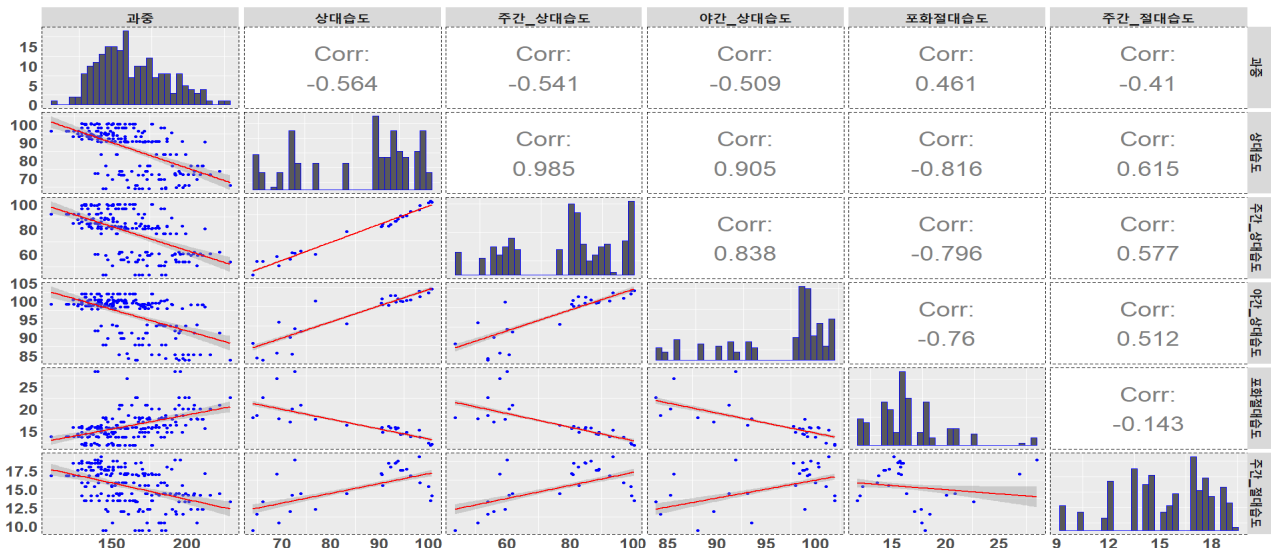 과중 상대습도 주간_상대습도 야간_상대습도 포화절대습도 주간_절대습도
15
10
5
0
Corr:
-0.564
Corr:
-0.541
Corr:
-0.509
Corr:
0.461
Corr:
-0.41
과중
100
90
80
70
Corr:
0.985
Corr:
0.905
Corr:
-0.816
Corr:
0.615
상대습도
100
80
60
Corr:
0.838
Corr:
-0.796
Corr:
0.577
주간_상대습도
105
100
95
90
85
Corr:
-0.76
Corr:
0.512
야간_상대습도
25
20
15
Corr:
-0.143
포화절대습도
17.5
15.0
12.5
10.0
주간_절대습도
150 200 70 80 90 100 60 80 100 85 90 95 100 15 20 25 9 12 15 18